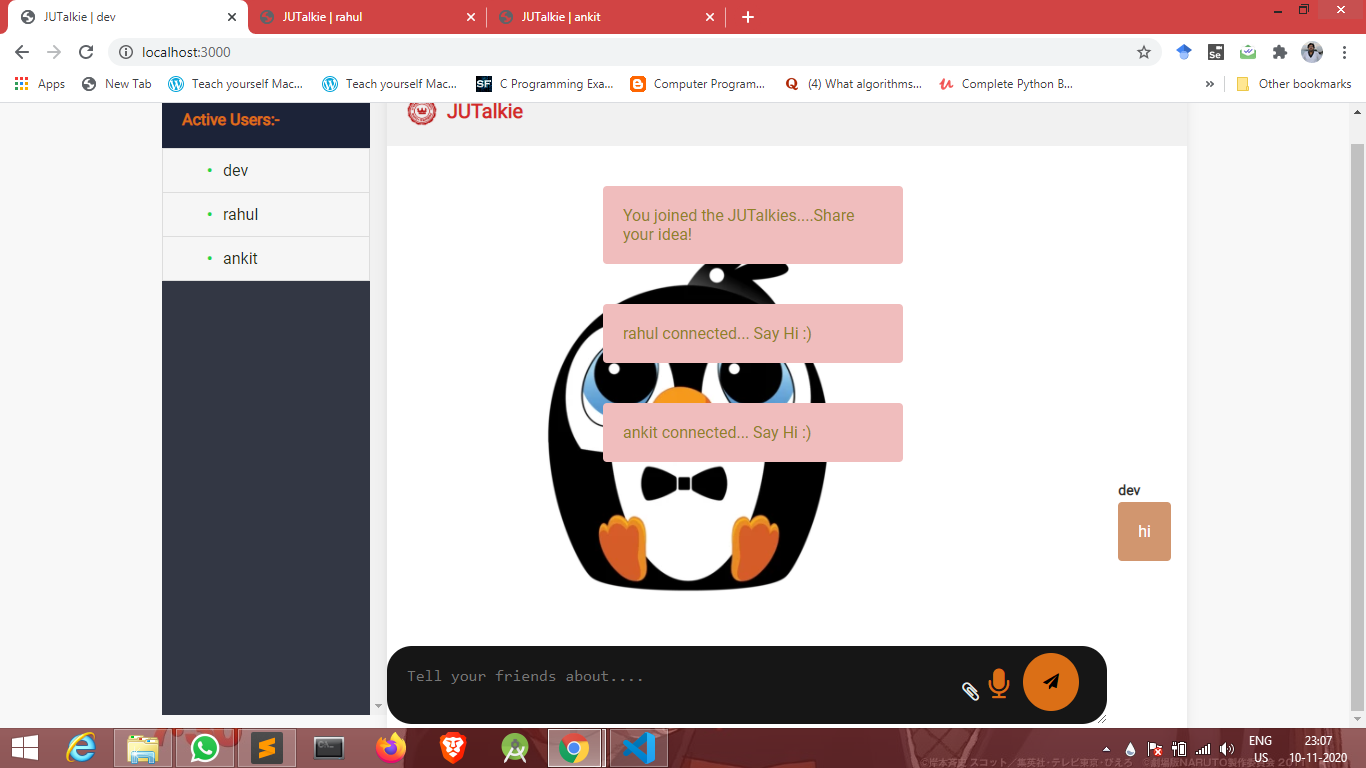 JUTalkie | dev
JUTalkie | rahul
JUTalkie | ankit
localhost:3000
Se
Apps
New Tab
Teach yourself Mac...
Teach yourself Mac...
SF
C Programming Exa...
Computer Program...
(4) What algorithms...
Complete Python B...
»
Other bookmarks
Active Users:-
JUTalkie
dev
rahul
ankit
You joined the JUTalkies....Share
your idea!
rahul connected... Say Hi :)
ankit connected... Say Hi :)
dev
hi
Tell your friends about....
ENG
US
23:07
10-11-2020